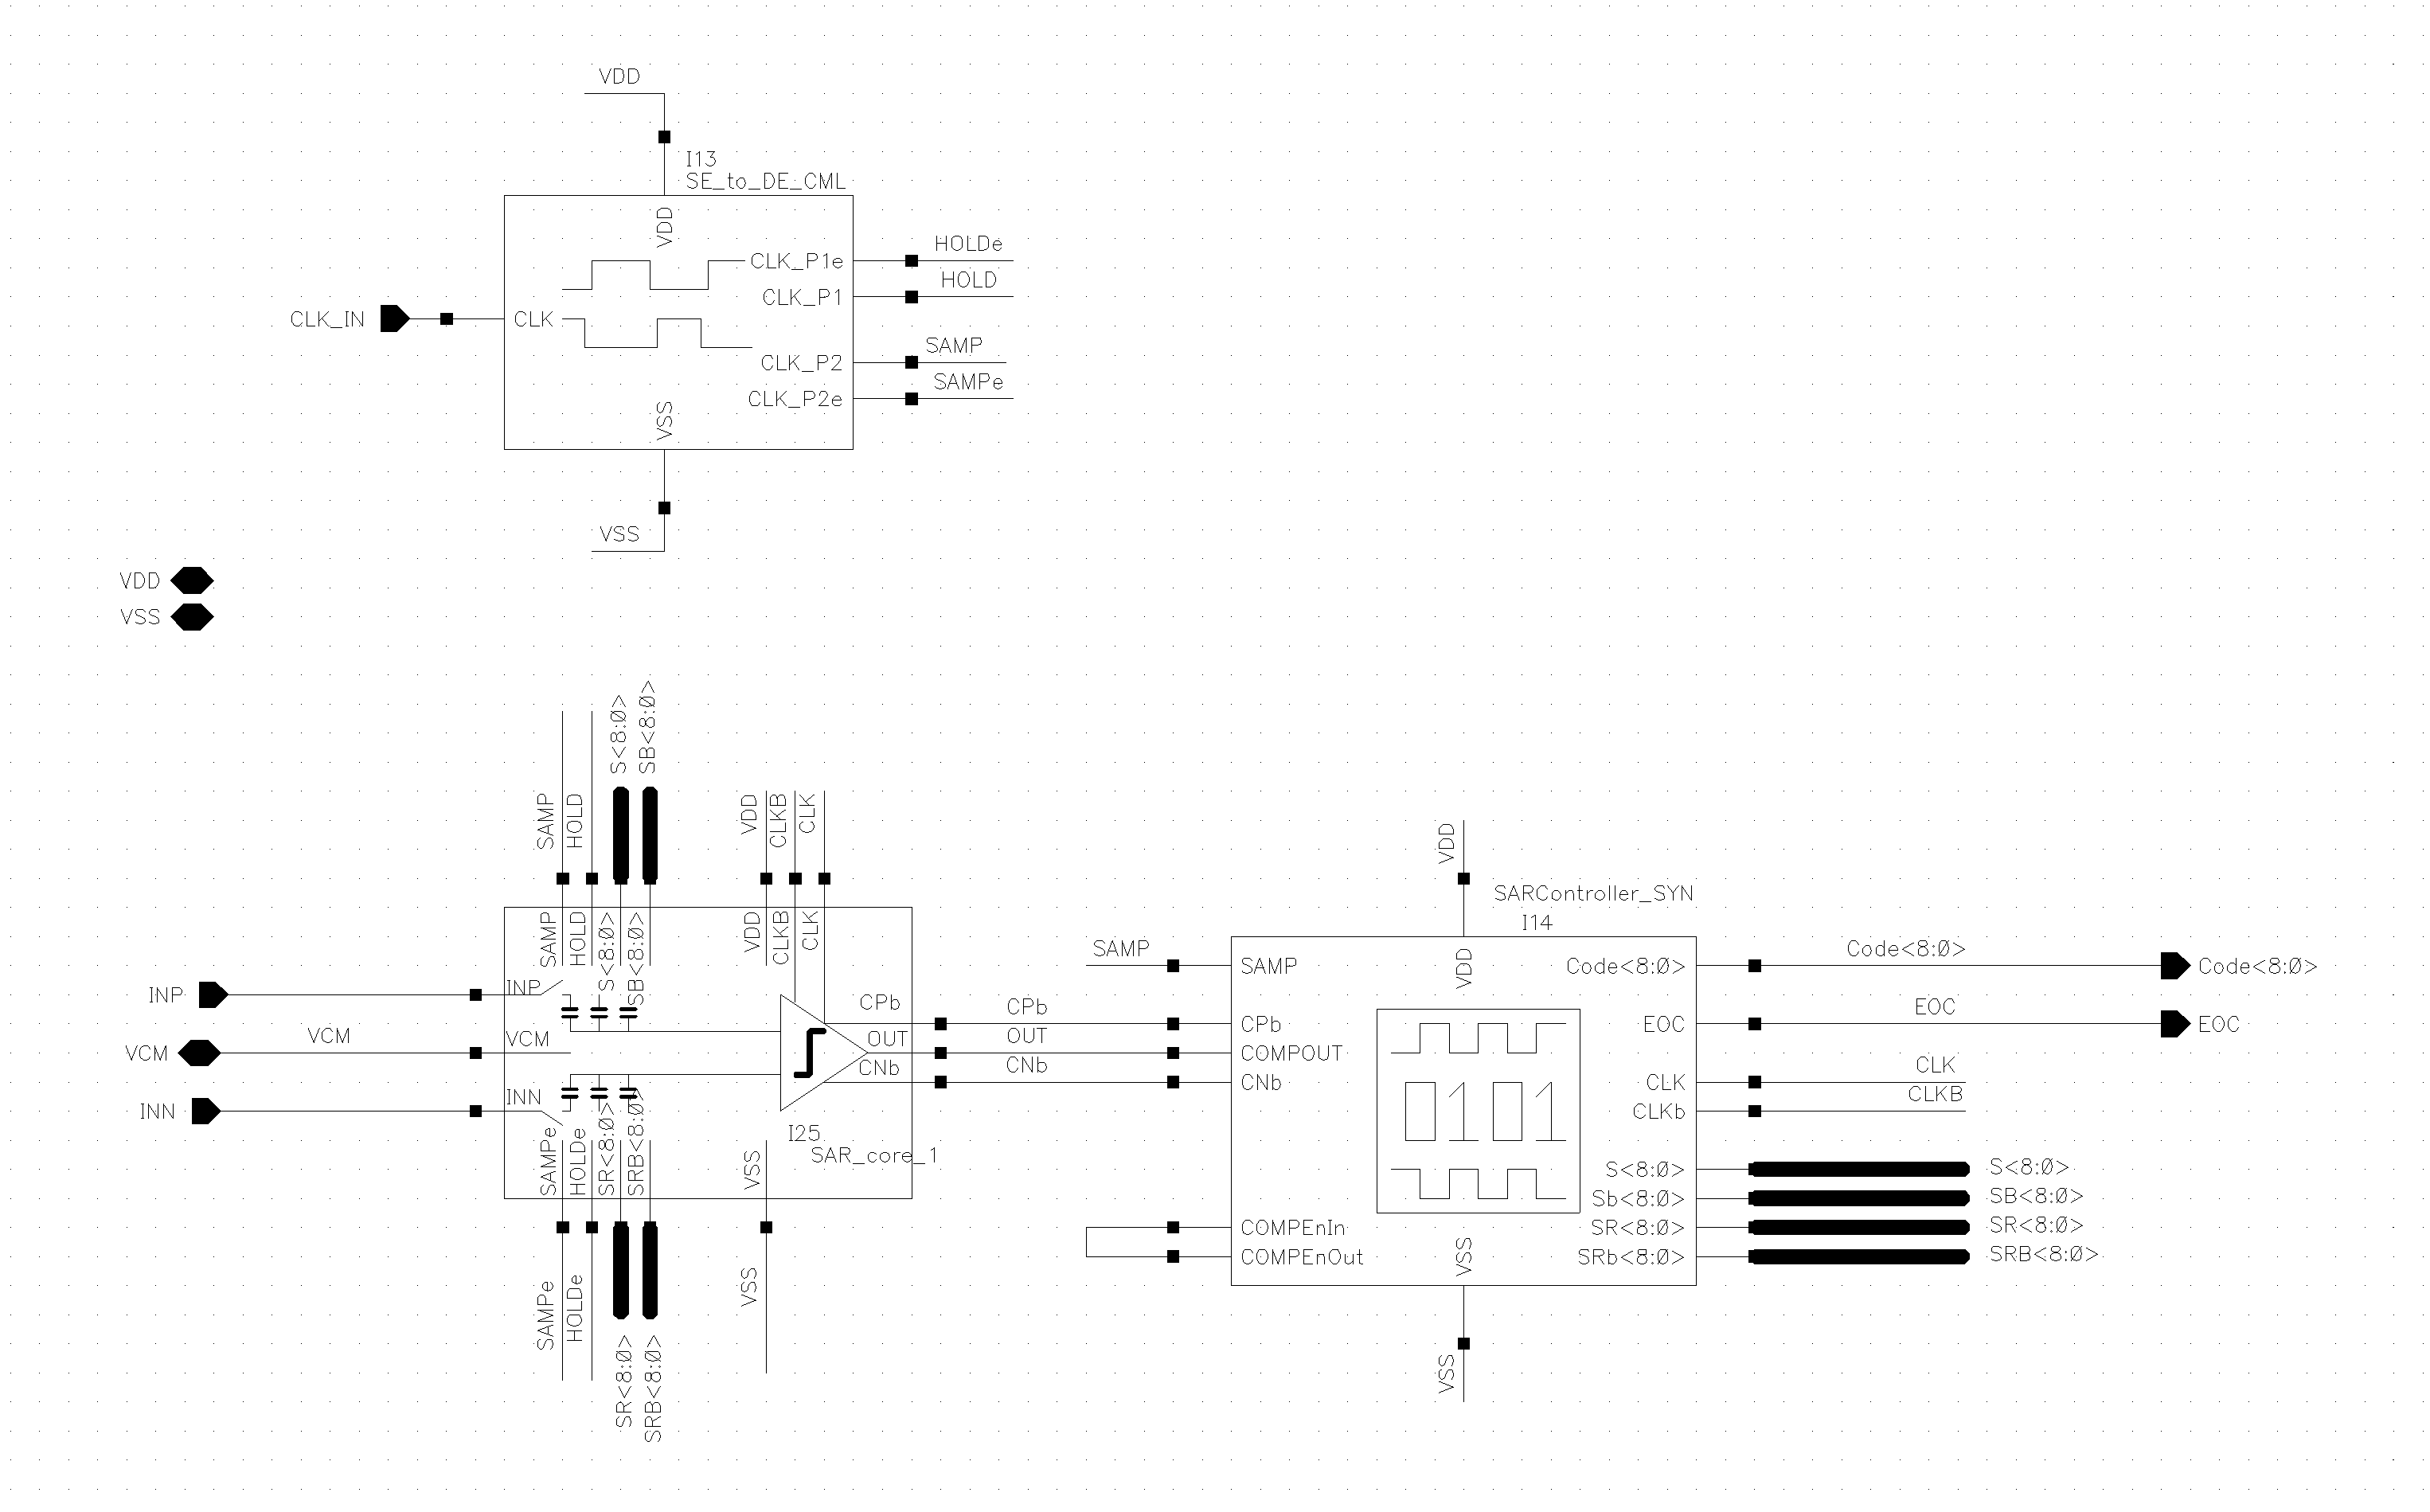 VDD
I13
SE_to_DE_CML
VDD
CLK_P1e
HOLDe
CLK_P1
HOLD
CLK_IN
CLK
CLK_P2
SAMP
CLK_P2e
SAMPe
VSS
VSS
VDD
VSS
SAMP
HOLD
S<8:0>
SB<8:0>
VDD
CLKB
CLK
SAMP
HOLD
S<8:0>
SB<8:0>
VDD
CLKB
CLK
INP
INP
VCM
VCM
VCM
INN
INN
CPb
OUT
CNb
CPb
OUT
CNb
I25
SAR_core_1
SAMPe
HOLDe
SR<8:0>
SRB<8:0>
VSS
SAMPe
HOLDe
SR<8:0>
SRB<8:0>
VSS
VDD
SARController_SYN
I14
SAMP
SAMP
VDD
Code<8:0>
Code<8:0>
Code<8:0>
CPb
EOC
EOC
EOC
COMPOUT
CNb
0101
CLK
CLK
CLKb
CLKB
S<8:0>
S<8:0>
Sb<8:0>
SB<8:0>
COMPEnIn
SR<8:0>
SR<8:0>
COMPEnOut
VSS
SRb<8:0>
SRB<8:0>
VSS